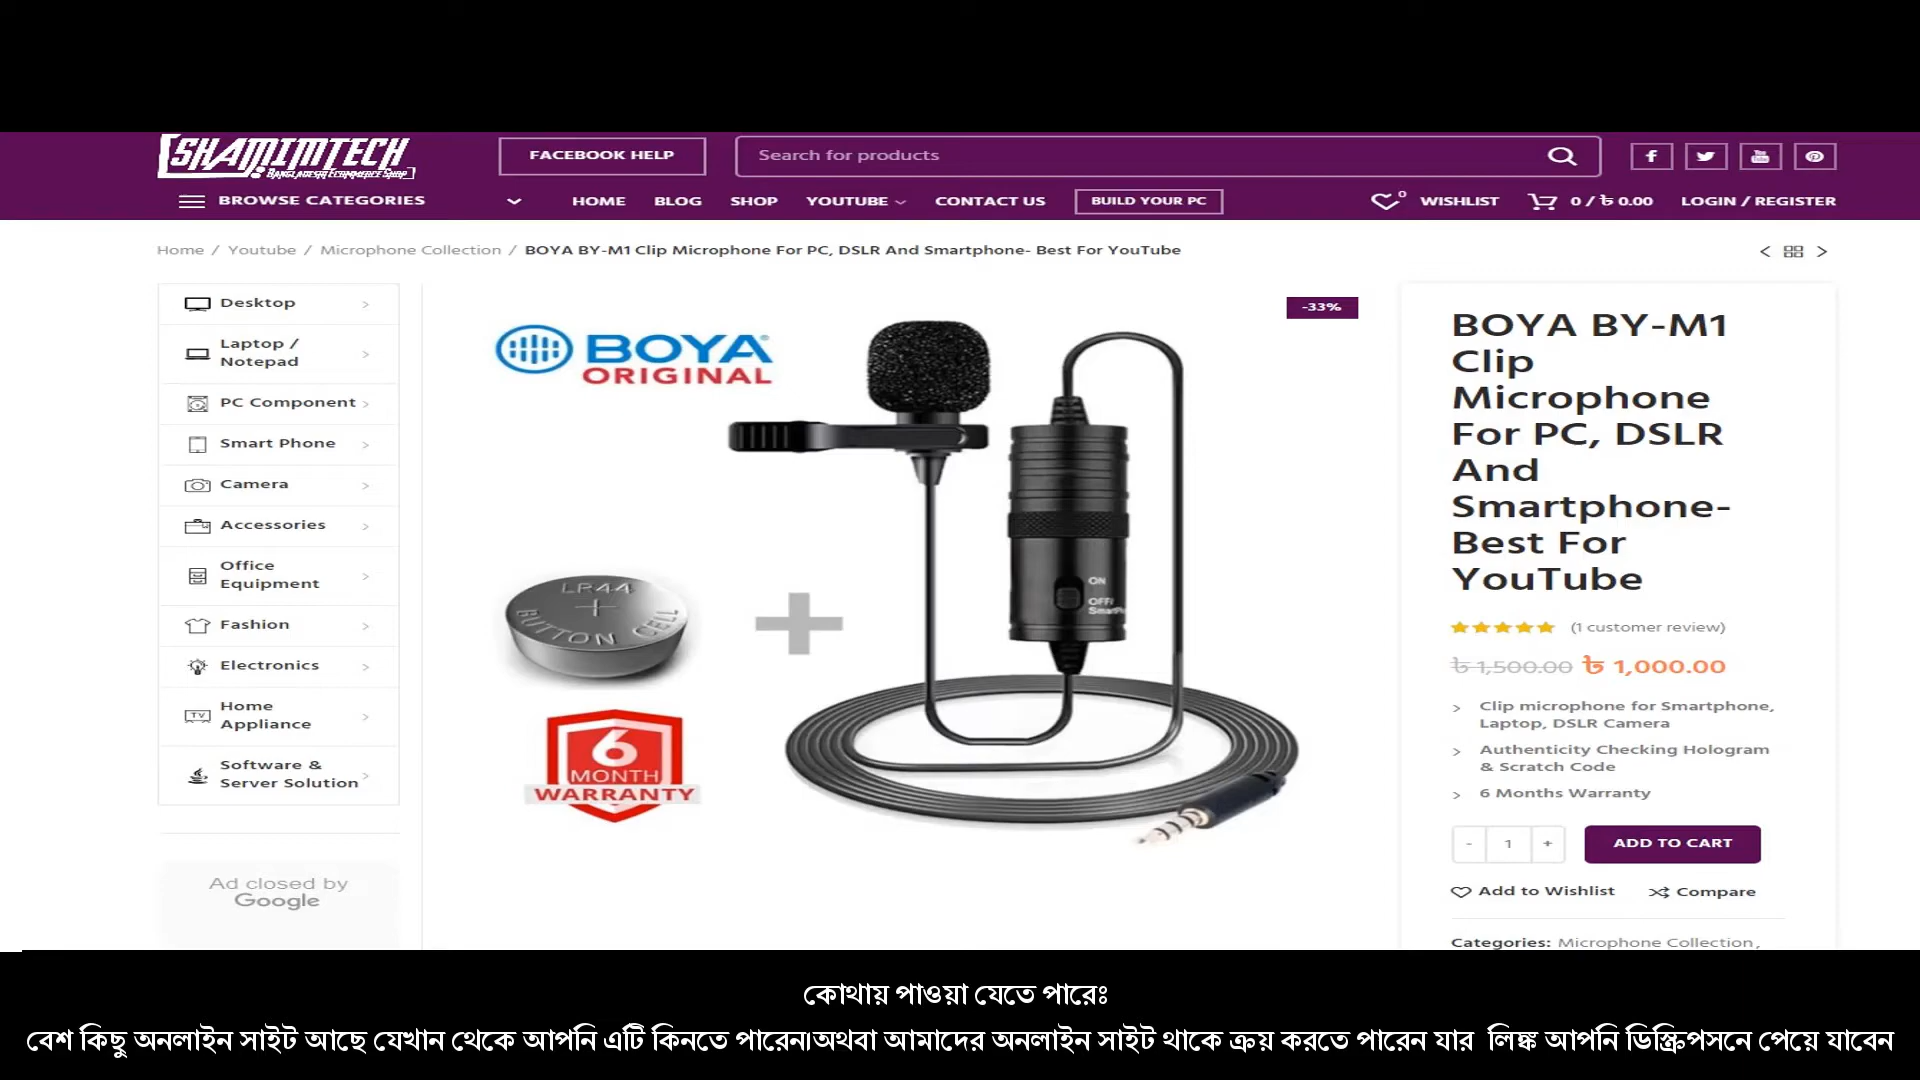 SHAMIMTECH
BANGLADESH ECOMMERCE SHOP
FACEBOOK HELP
Search for products
BROWSE CATEGORIES
HOME BLOG SHOP YOUTUBE CONTACT US BUILD YOUR PC
0 WISHLIST 0 / ৳ 0.00 LOGIN / REGISTER
Home / Youtube / Microphone Collection / BOYA BY-M1 Clip Microphone For PC, DSLR And Smartphone- Best For YouTube
Desktop
Laptop /
Notepad
PC Component
Smart Phone
Camera
Accessories
Office
Equipment
Fashion
Electronics
TV
Home
Appliance
Software &
Server Solution
Ad closed by
Google
BOYA
ORIGINAL
-33%
ON
OFF/
LR44
BUTTON CELL
6
MONTH
WARRANTY
BOYA BY-M1
Clip
Microphone
For PC, DSLR
And
Smartphone-
Best For
YouTube
(1 customer review)
৳ 1,500.00 ৳ 1,000.00
Clip microphone for Smartphone,
Laptop, DSLR Camera
Authenticity Checking Hologram
& Scratch Code
6 Months Warranty
- 1 + ADD TO CART
Add to Wishlist Compare
Categories: Microphone Collection,
কোথায় পাওয়া যেতে পারেঃ
বেশ কিছু অনলাইন সাইট আছে যেখান থেকে আপনি এটি কিনতে পারেন।অথবা আমাদের অনলাইন সাইট থাকে ক্রয় করতে পারেন যার লিঙ্ক আপনি ডিস্ক্রিপসনে পেয়ে যাবেন